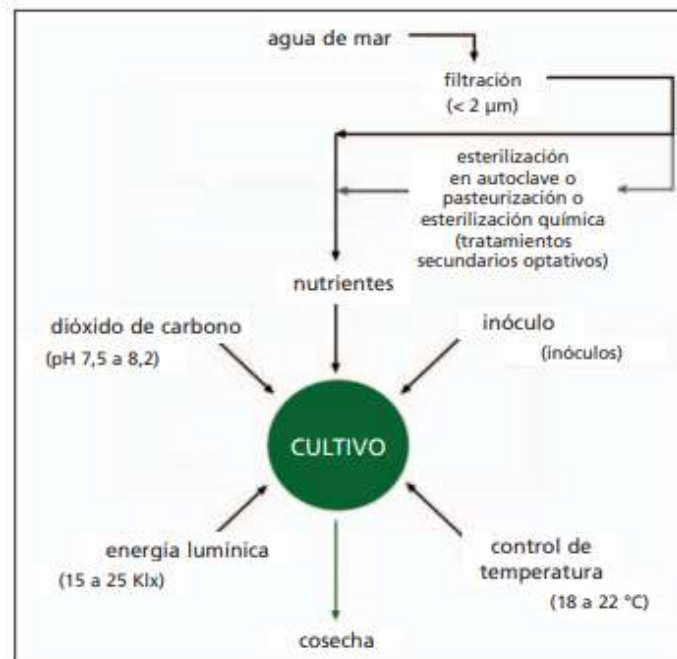 agua de mar
filtración
(< 2 µm)
esterilización
en autoclave o
pasteurización o
esterilización química
(tratamientos
secundarios optativos)
nutrientes
dióxido de carbono
(pH 7,5 a 8,2)
inóculo
(inóculos)
CULTIVO
energía lumínica
(15 a 25 Klx)
control de
temperatura
(18 a 22 °C)
cosecha